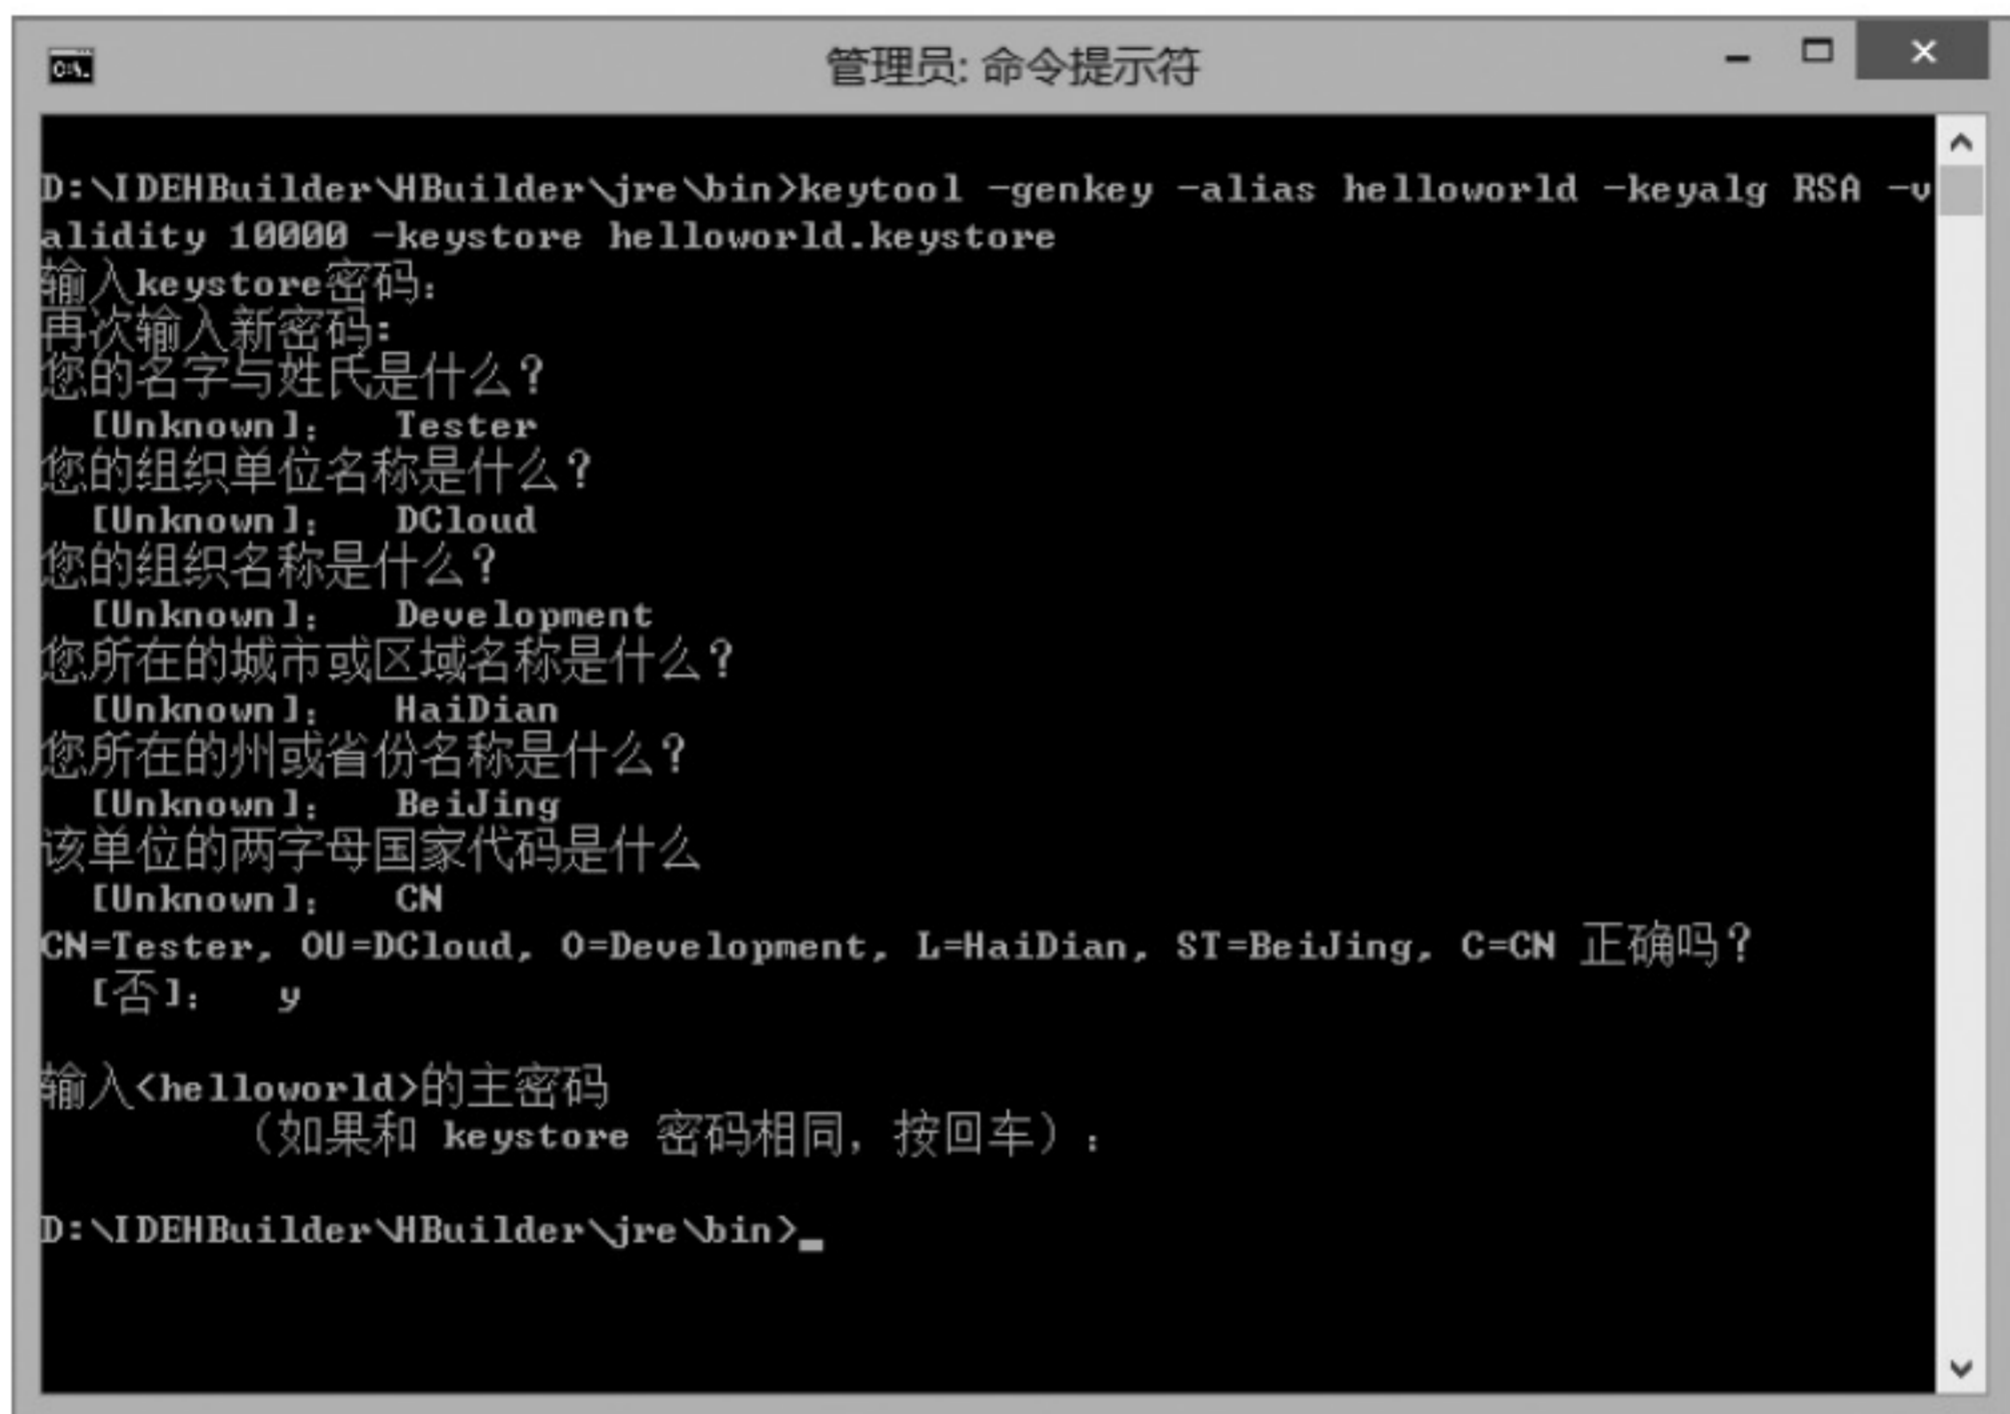 管理员: 命令提示符
D:\IDEHBuilder\HBuilder\jre\bin>keytool -genkey -alias helloworld -keyalg RSA -v
alidity 10000 -keystore helloworld.keystore
输入keystore密码:
再次输入新密码:
您的名字与姓氏是什么?
[Unknown]: Tester
您的组织单位名称是什么?
[Unknown]: DCloud
您的组织名称是什么?
[Unknown]: Development
您所在的城市或区域名称是什么?
[Unknown]: HaiDian
您所在的州或省份名称是什么?
[Unknown]: BeiJing
该单位的两字母国家代码是什么
[Unknown]: CN
CN=Tester, OU=DCloud, O=Development, L=HaiDian, ST=BeiJing, C=CN 正确吗?
[否]: y
输入<helloworld>的主密码
(如果和 keystore 密码相同,按回车):
D:\IDEHBuilder\HBuilder\jre\bin>_